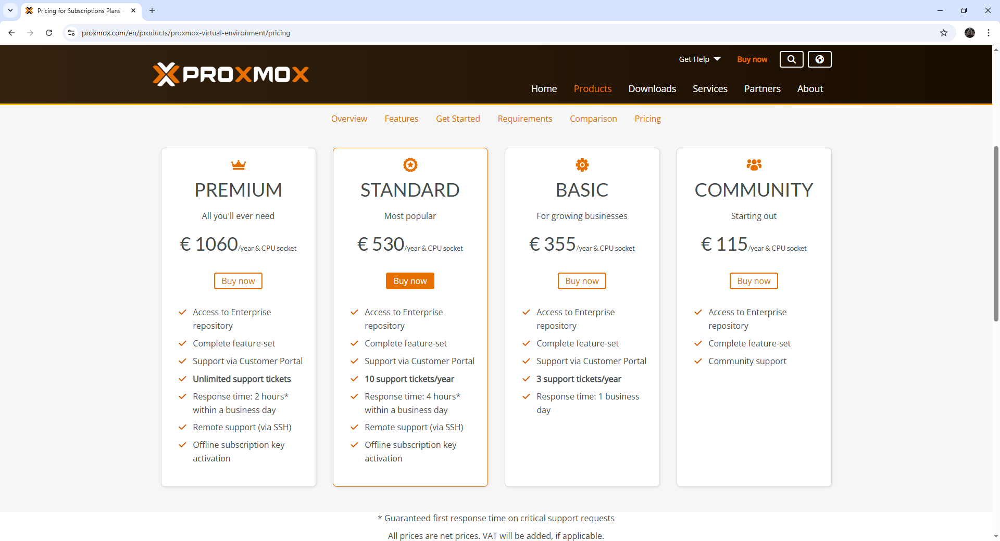 Pricing for Subscriptions Plans -
proxmox.com/en/products/proxmox-virtual-environment/pricing
Get Help
Buy now
PROXMOX
Home
Products
Downloads
Services
Partners
About
Overview
Features
Get Started
Requirements
Comparison
Pricing
PREMIUM
All you'll ever need
€ 1060/year & CPU socket
Buy now
Access to Enterprise
repository
Complete feature-set
Support via Customer Portal
Unlimited support tickets
Response time: 2 hours*
within a business day
Remote support (via SSH)
Offline subscription key
activation
STANDARD
Most popular
€ 530/year & CPU socket
Buy now
Access to Enterprise
repository
Complete feature-set
Support via Customer Portal
10 support tickets/year
Response time: 4 hours*
within a business day
Remote support (via SSH)
Offline subscription key
activation
BASIC
For growing businesses
€ 355/year & CPU socket
Buy now
Access to Enterprise
repository
Complete feature-set
Support via Customer Portal
3 support tickets/year
Response time: 1 business
day
COMMUNITY
Starting out
€ 115/year & CPU socket
Buy now
Access to Enterprise
repository
Complete feature-set
Community support
* Guaranteed first response time on critical support requests
All prices are net prices. VAT will be added, if applicable.